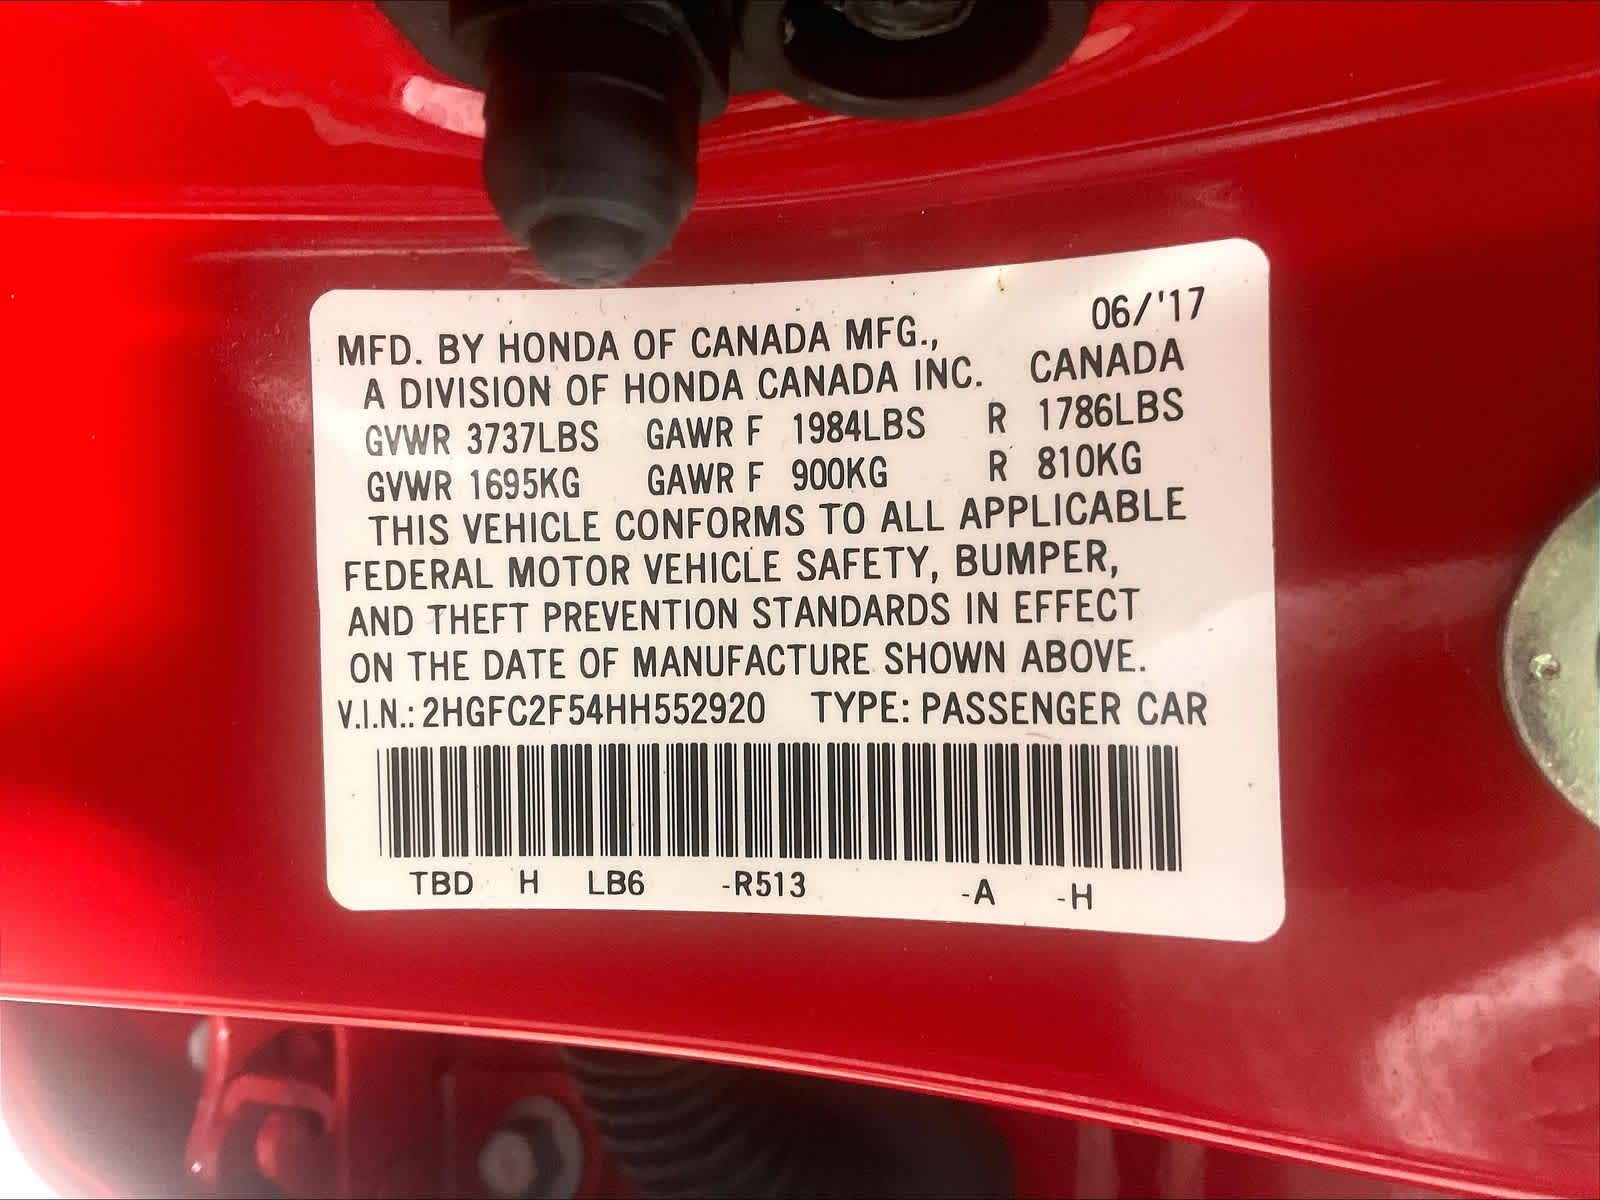 06/'17
MFD. BY HONDA OF CANADA MFG.,
A DIVISION OF HONDA CANADA INC. CANADA
GVWR 3737LBS GAWR F 1984LBS R 1786LBS
GVWR 1695KG GAWR F 900KG R 810KG
THIS VEHICLE CONFORMS TO ALL APPLICABLE
FEDERAL MOTOR VEHICLE SAFETY, BUMPER,
AND THEFT PREVENTION STANDARDS IN EFFECT
ON THE DATE OF MANUFACTURE SHOWN ABOVE.
V.I.N.: 2HGFC2F54HH552920 TYPE: PASSENGER CAR
TBD H LB6 -R513 -A -H